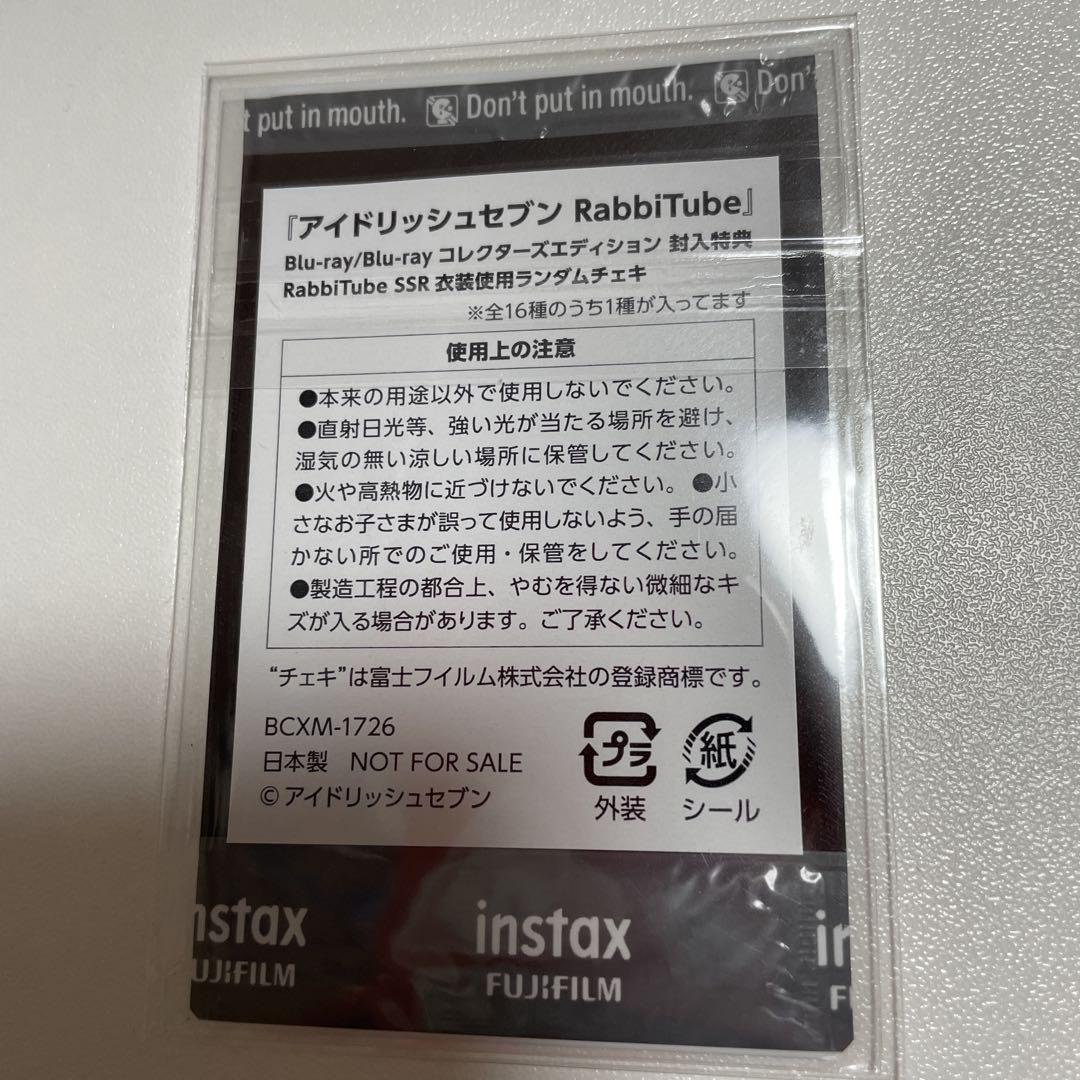 t put in mouth. Don't put in mouth. Don'
『アイドリッシュセブン RabbiTube』
Blu-ray/Blu-ray コレクターズエディション 封入特典
RabbiTube SSR 衣装使用ランダムチェキ
※全16種のうち1種が入ってます
使用上の注意
●本来の用途以外で使用しないでください。
●直射日光等、強い光が当たる場所を避け、
湿気の無い涼しい場所に保管してください。
●火や高熱物に近づけないでください。●小
さなお子さまが誤って使用しないよう、手の届
かない所でのご使用・保管をしてください。
●製造工程の都合上、やむを得ない微細なキ
ズが入る場合があります。ご了承ください。
“チェキ”は富士フイルム株式会社の登録商標です。
BCXM-1726
日本製 NOT FOR SALE
© アイドリッシュセブン
プラ 紙
外装 シール
nstax instax in
UJIFILM FUJIFILM F